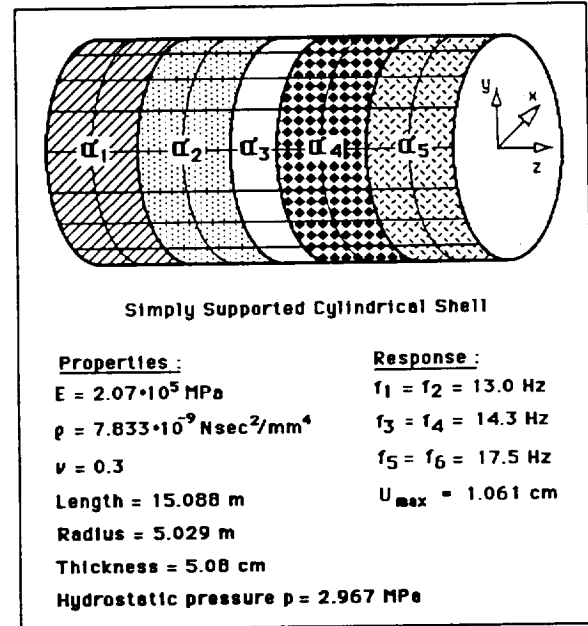 α1 α2 α3 α4 α5
y x z
Simply Supported Cylindrical Shell
Properties : Response :
E = 2.07•10⁵ MPa f1 = f2 = 13.0 Hz
ρ = 7.833•10⁻⁹ Nsec²/mm⁴ f3 = f4 = 14.3 Hz
ν = 0.3 f5 = f6 = 17.5 Hz
Length = 15.088 m Umax = 1.061 cm
Radius = 5.029 m
Thickness = 5.08 cm
Hydrostatic pressure p = 2.967 MPa